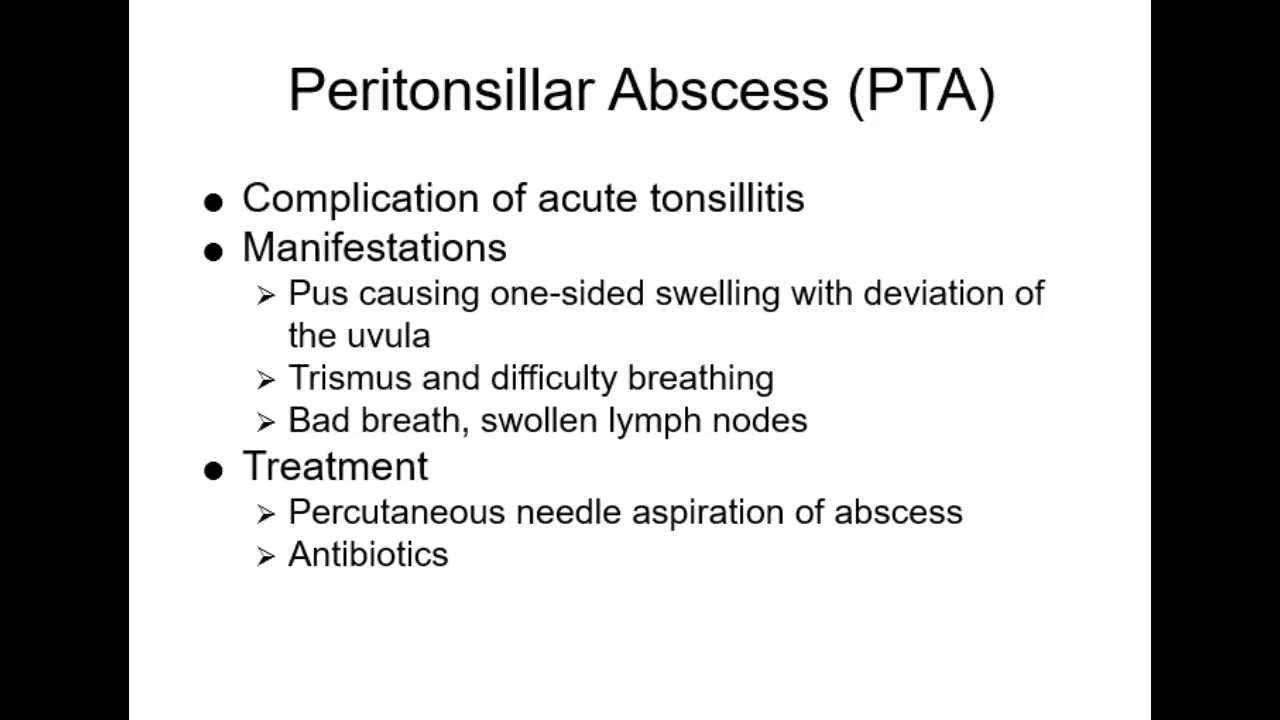 Peritonsillar Abscess (PTA)
● Complication of acute tonsillitis
● Manifestations
➢ Pus causing one-sided swelling with deviation of
the uvula
➢ Trismus and difficulty breathing
➢ Bad breath, swollen lymph nodes
● Treatment
➢ Percutaneous needle aspiration of abscess
➢ Antibiotics